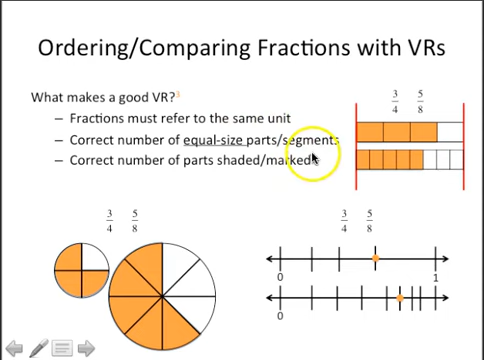 Ordering/Comparing Fractions with VRs
What makes a good VR?³
– Fractions must refer to the same unit
– Correct number of equal-size parts/segments
– Correct number of parts shaded/marked
3/4 5/8
3/4 5/8
3/4 5/8
0 1
0